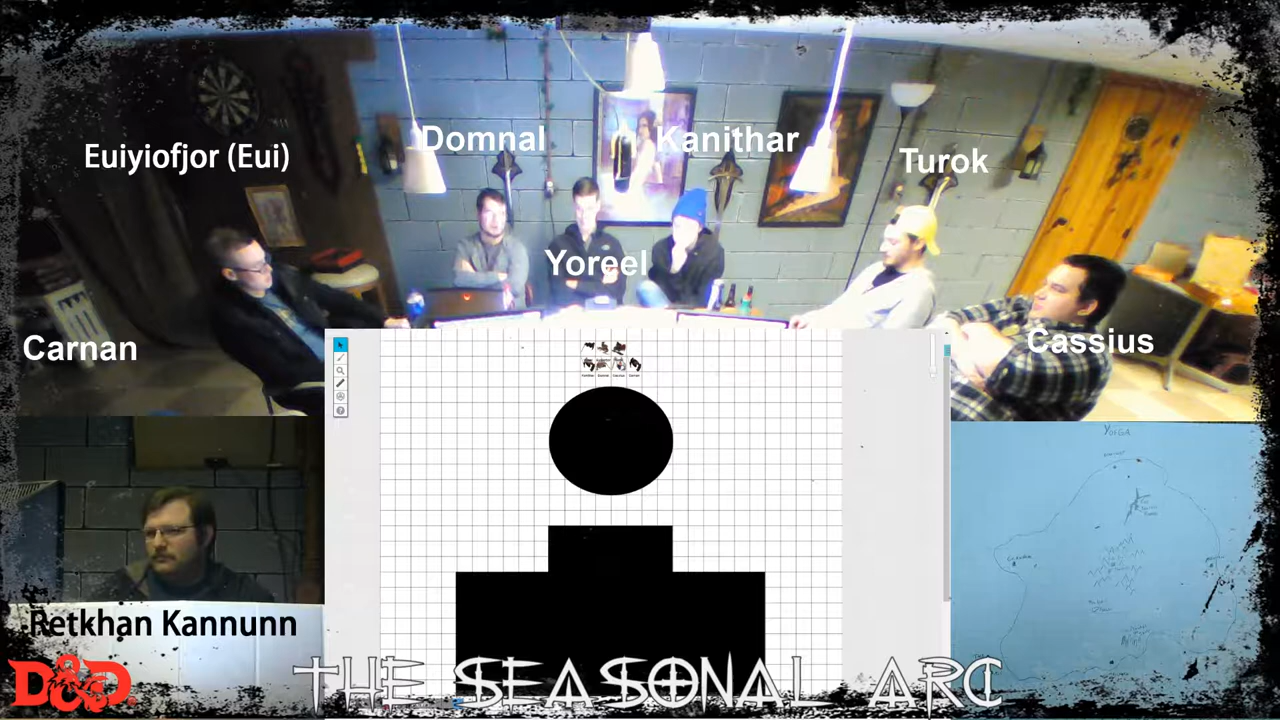 Domnal
Kanithar
Euiyiofjor (Eui)
Turok
Yoreel
Carnan
Cassius
YOLGA
Retkhan Kannunn
D&D
THE SEASONAL ARC